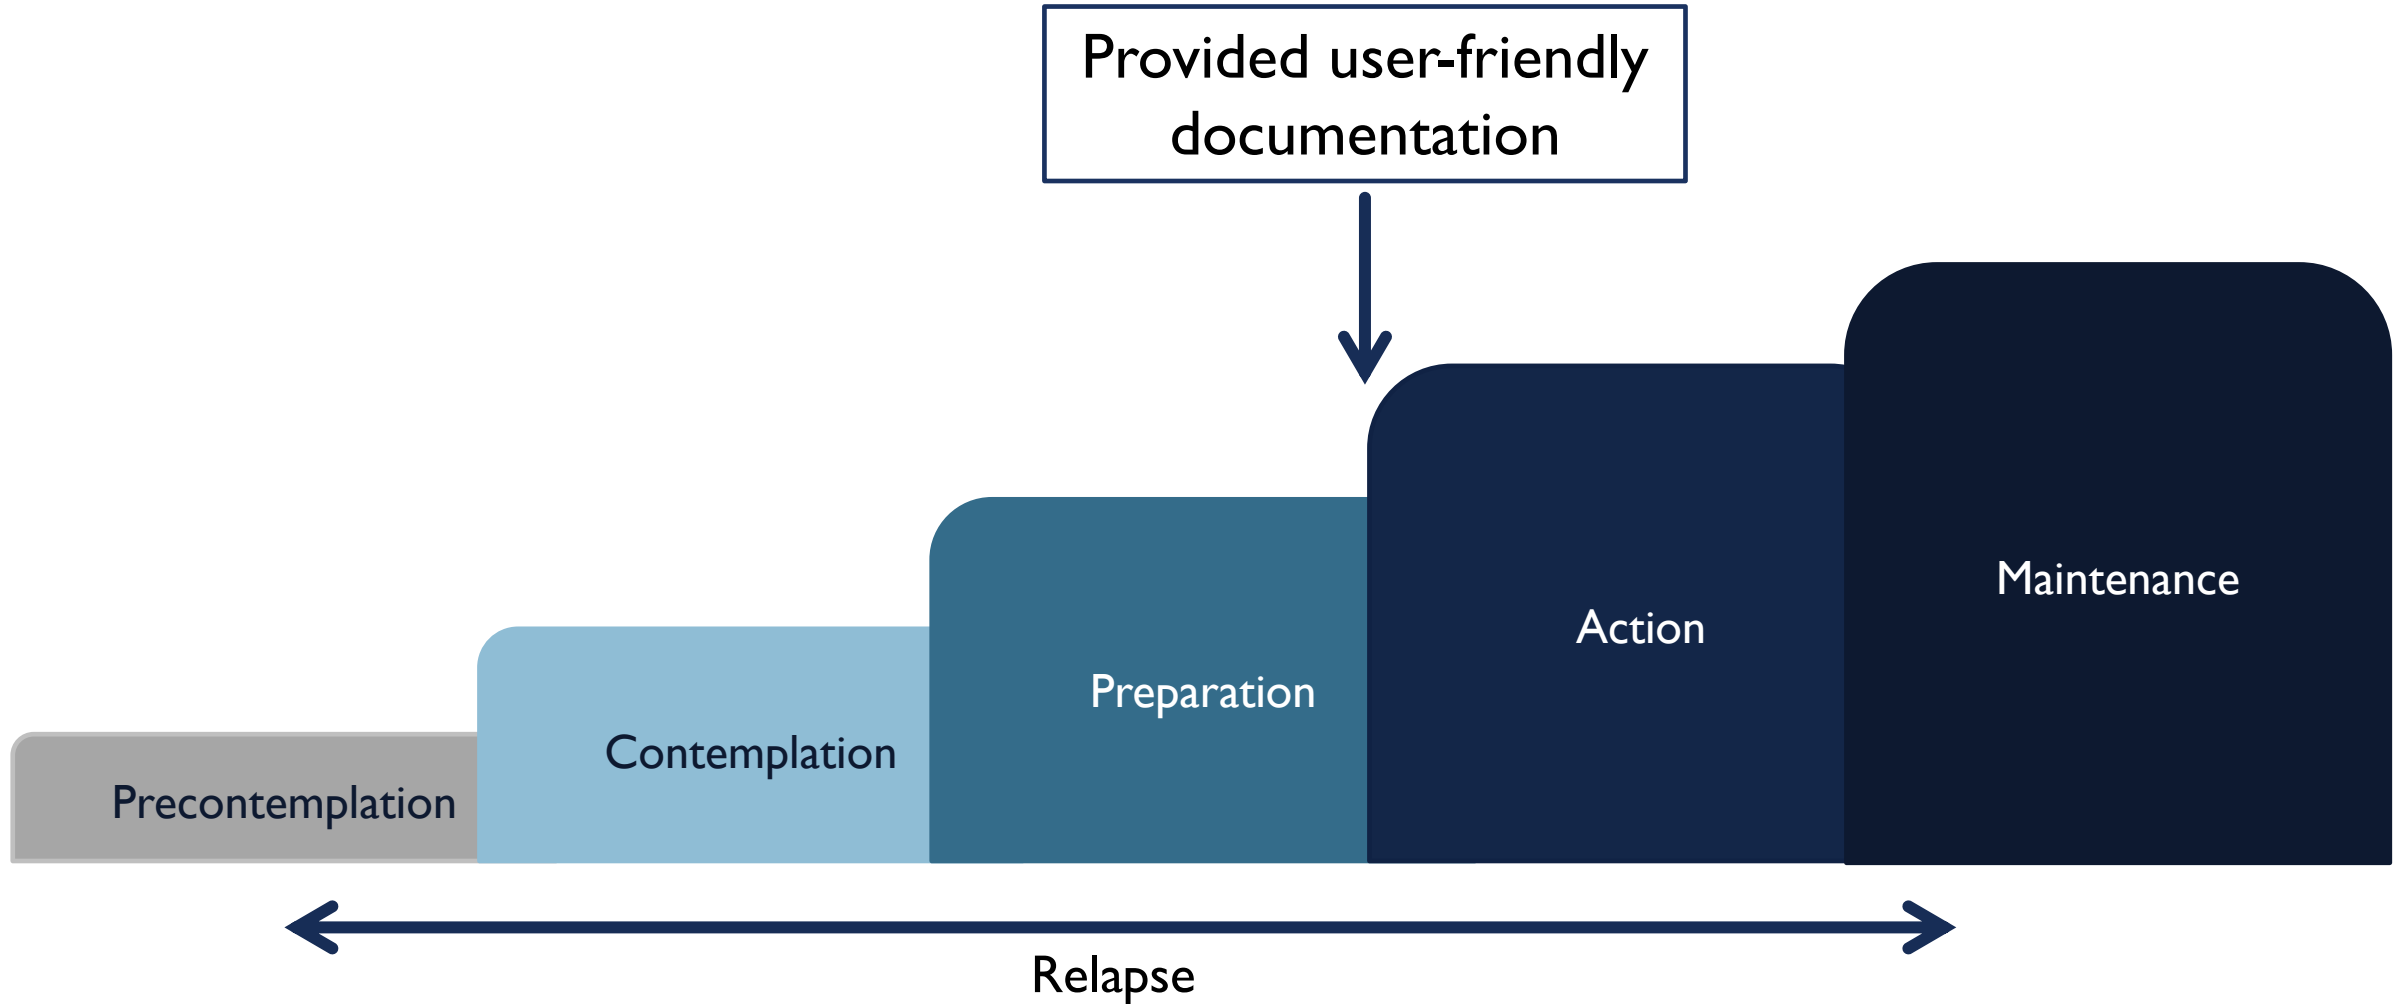 Provided user-friendly
documentation
Maintenance
Action
Preparation
Contemplation
Precontemplation
Relapse